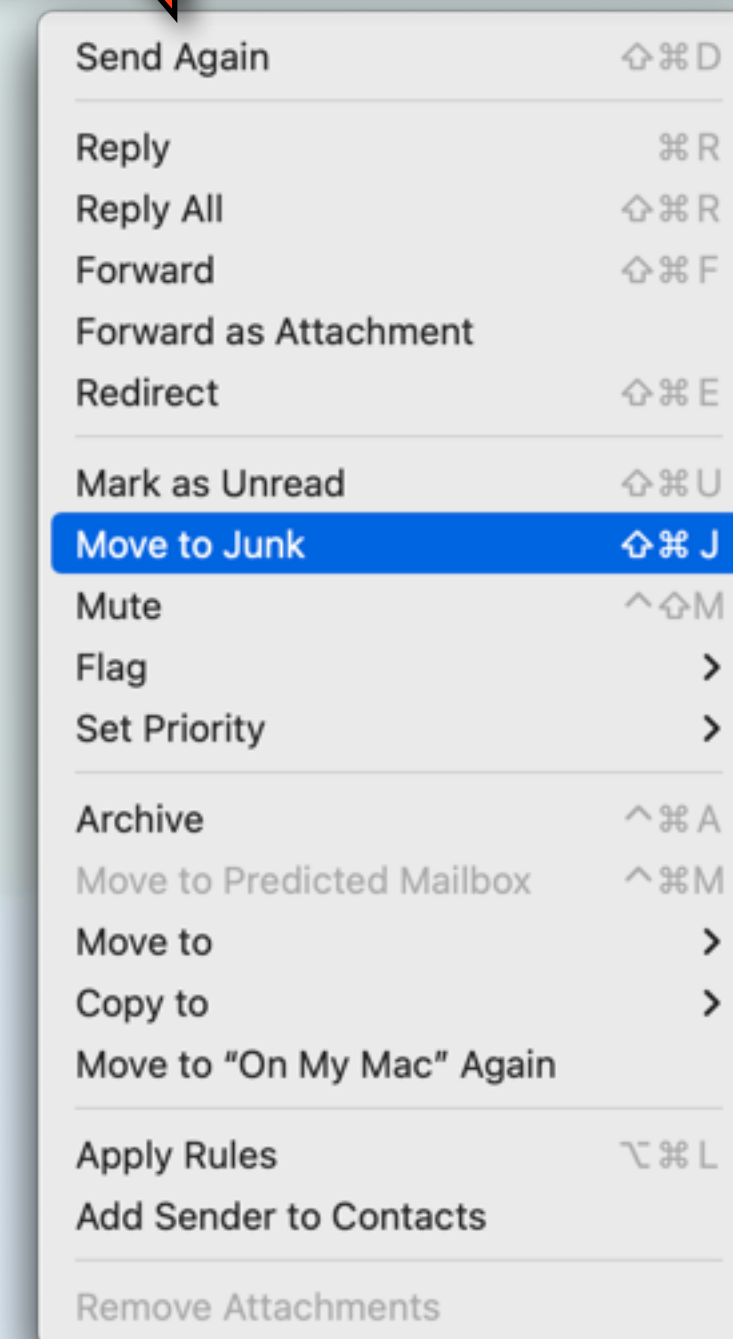 Send Again ⇧⌘D
Reply ⌘R
Reply All ⇧⌘R
Forward ⇧⌘F
Forward as Attachment
Redirect ⇧⌘E
Mark as Unread ⇧⌘U
Move to Junk ⇧⌘J
Mute ^⇧M
Flag >
Set Priority >
Archive ^⌘A
Move to Predicted Mailbox ^⌘M
Move to >
Copy to >
Move to “On My Mac” Again
Apply Rules ⌥⌘L
Add Sender to Contacts
Remove Attachments